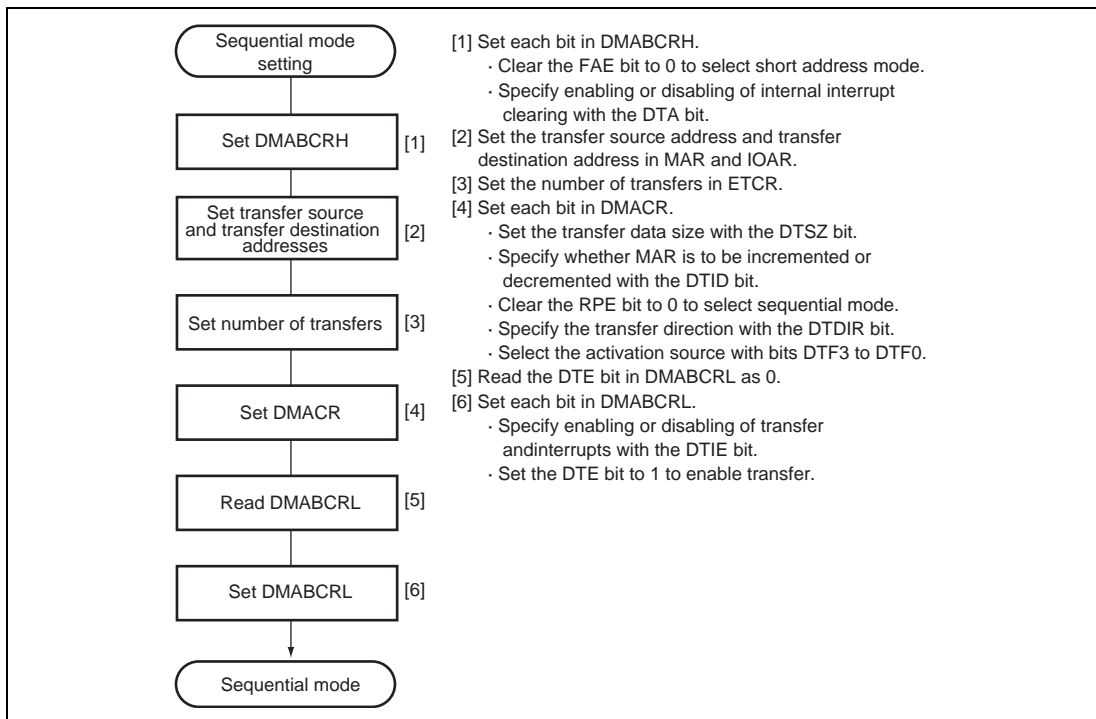 Sequential mode
setting
Set DMABCRH
[1]
Set transfer source
and transfer destination
addresses
[2]
Set number of transfers
[3]
Set DMACR
[4]
Read DMABCRL
[5]
Set DMABCRL
[6]
Sequential mode
[1] Set each bit in DMABCRH.
· Clear the FAE bit to 0 to select short address mode.
· Specify enabling or disabling of internal interrupt
clearing with the DTA bit.
[2] Set the transfer source address and transfer
destination address in MAR and IOAR.
[3] Set the number of transfers in ETCR.
[4] Set each bit in DMACR.
· Set the transfer data size with the DTSZ bit.
· Specify whether MAR is to be incremented or
decremented with the DTID bit.
· Clear the RPE bit to 0 to select sequential mode.
· Specify the transfer direction with the DTDIR bit.
· Select the activation source with bits DTF3 to DTF0.
[5] Read the DTE bit in DMABCRL as 0.
[6] Set each bit in DMABCRL.
· Specify enabling or disabling of transfer
andinterrupts with the DTIE bit.
· Set the DTE bit to 1 to enable transfer.